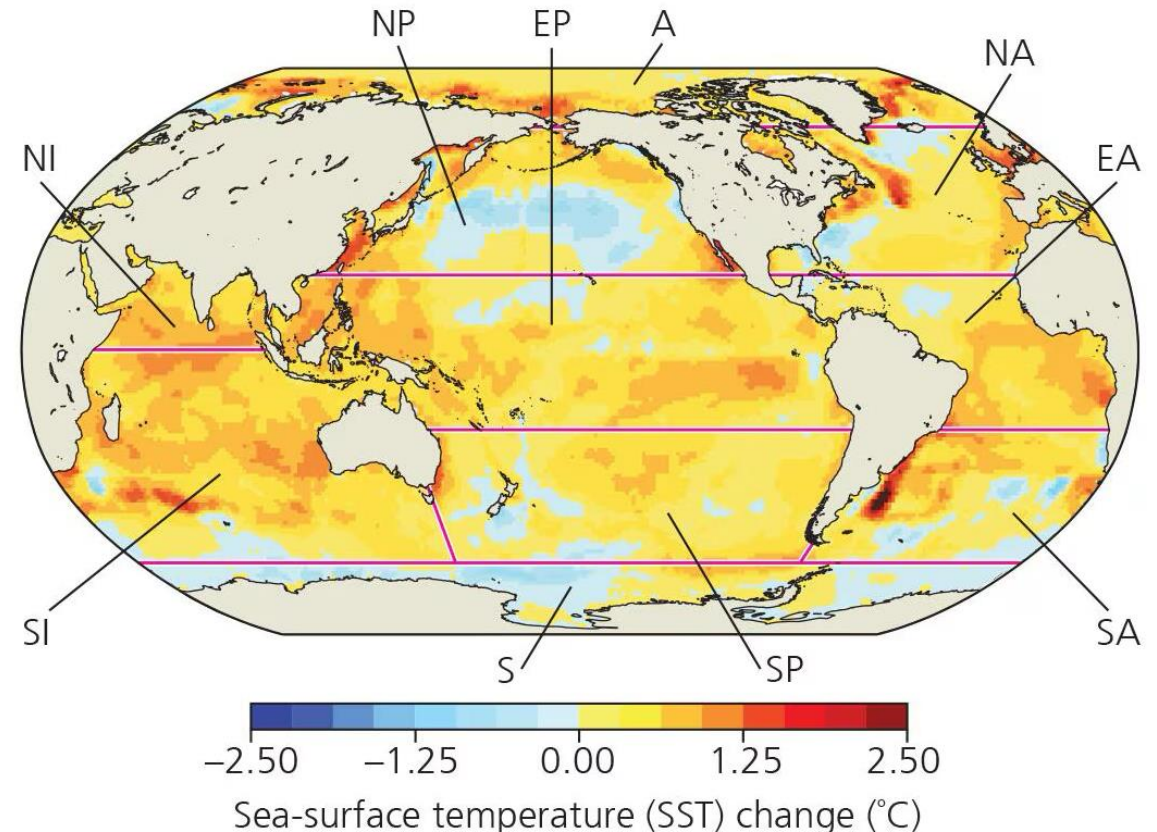 NP
EP
A
NA
NI
EA
SI
SA
S
SP
−2.50 −1.25 0.00 1.25 2.50
Sea-surface temperature (SST) change (°C)